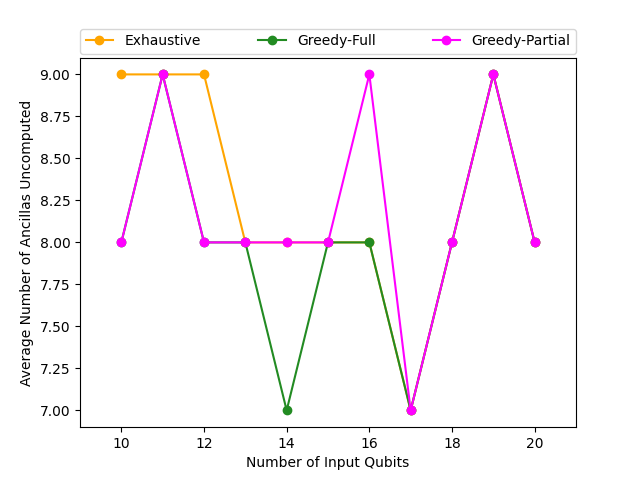 Exhaustive Greedy-Full Greedy-Partial
9.00
8.75
8.50
8.25
8.00
7.75
7.50
7.25
7.00
Average Number of Ancillas Uncomputed
10 12 14 16 18 20
Number of Input Qubits